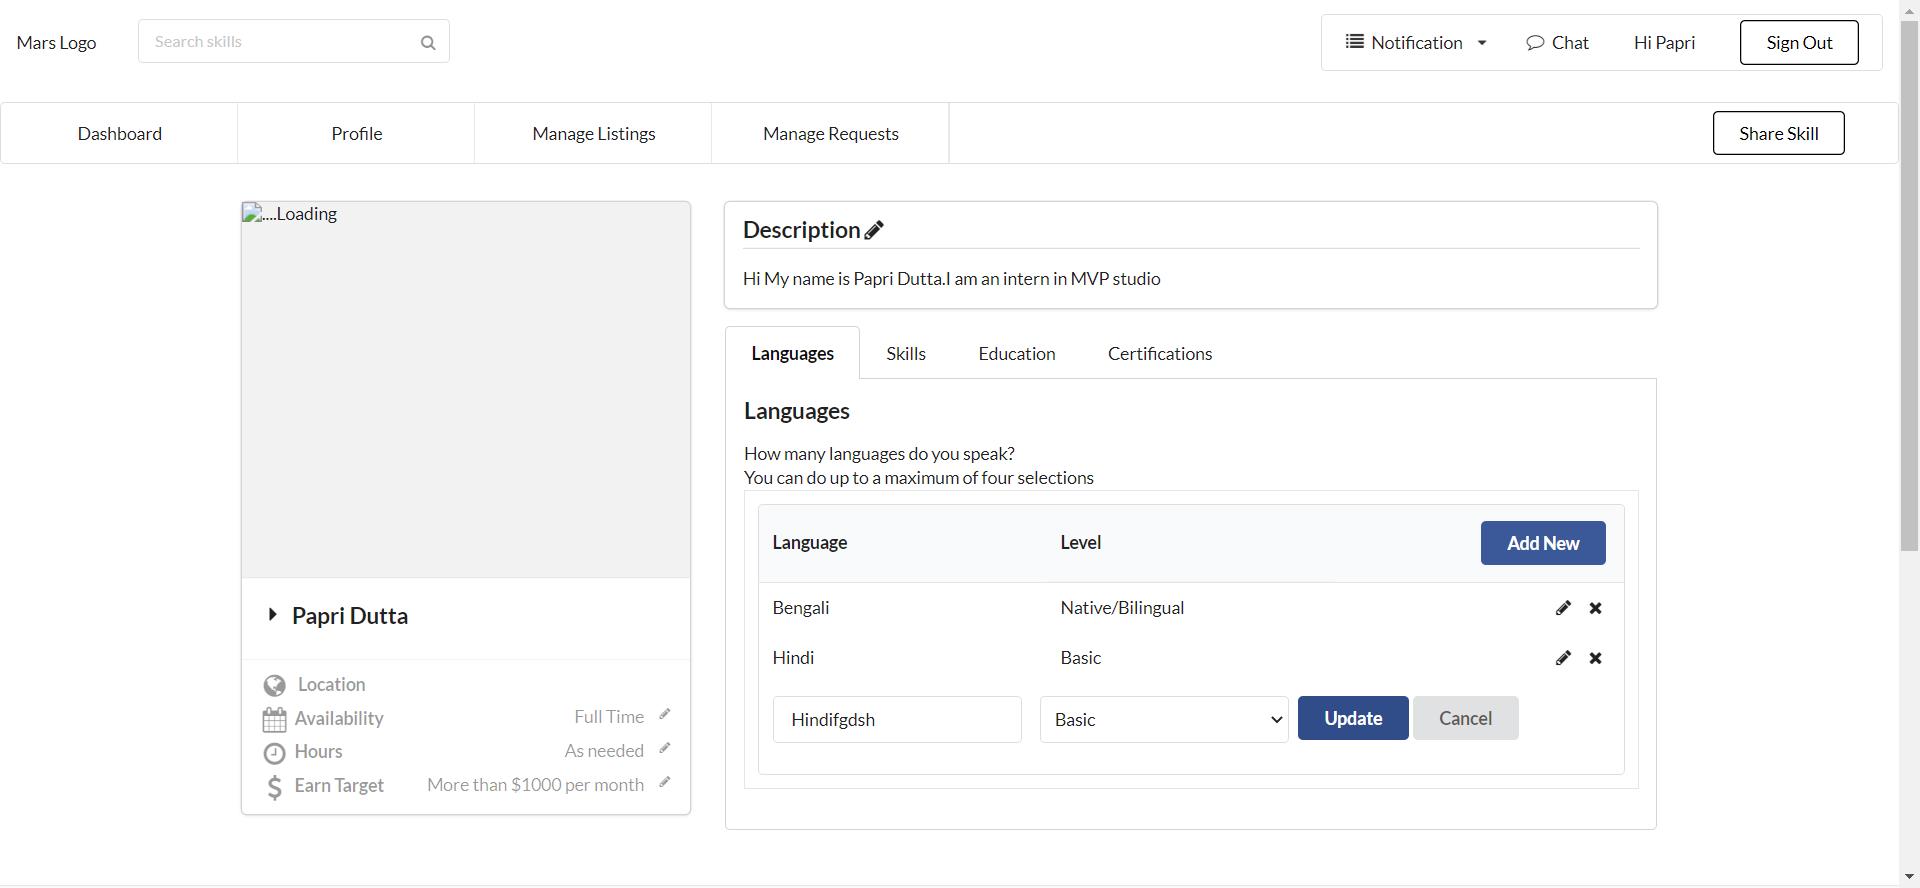 Mars Logo
Search skills
Notification
Chat
Hi Papri
Sign Out
Dashboard
Profile
Manage Listings
Manage Requests
Share Skill
....Loading
Papri Dutta
Location
Availability
Full Time
Hours
As needed
Earn Target
More than $1000 per month
Description
Hi My name is Papri Dutta.I am an intern in MVP studio
Languages
Skills
Education
Certifications
Languages
How many languages do you speak?
You can do up to a maximum of four selections
Language
Level
Add New
Bengali
Native/Bilingual
Hindi
Basic
Hindifgdsh
Basic
Update
Cancel